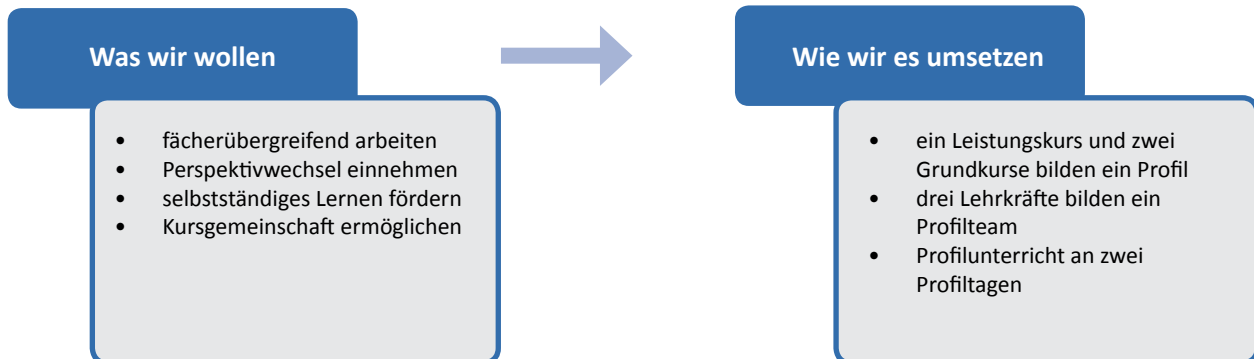 Was wir wollen
• fächerübergreifend arbeiten
• Perspektivwechsel einnehmen
• selbstständiges Lernen fördern
• Kursgemeinschaft ermöglichen
Wie wir es umsetzen
• ein Leistungskurs und zwei
Grundkurse bilden ein Profil
• drei Lehrkräfte bilden ein
Profilteam
• Profilunterricht an zwei
Profiltagen